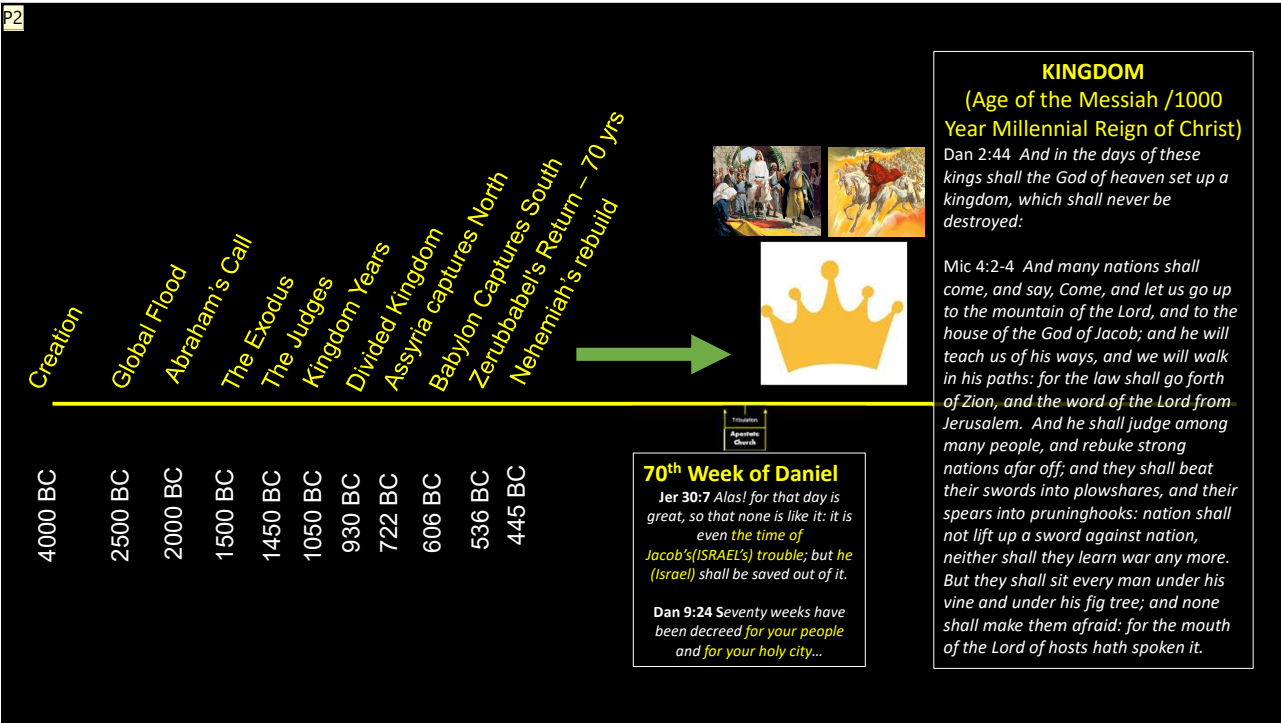 P2
Creation
Global Flood
Abraham's Call
The Exodus
The Judges
Kingdom Years
Divided Kingdom
Assyria captures North
Babylon Captures South
Zerubbabel's Return – 70 yrs
Nehemiah's rebuild
4000 BC
2500 BC
2000 BC
1500 BC
1450 BC
1050 BC
930 BC
722 BC
606 BC
536 BC
445 BC
Tribulation
Apostate
Church
70th Week of Daniel
Jer 30:7 Alas! for that day is
great, so that none is like it: it is
even the time of
Jacob's(ISRAEL's) trouble; but he
(Israel) shall be saved out of it.
Dan 9:24 Seventy weeks have
been decreed for your people
and for your holy city…
KINGDOM
(Age of the Messiah /1000
Year Millennial Reign of Christ)
Dan 2:44 And in the days of these
kings shall the God of heaven set up a
kingdom, which shall never be
destroyed:
Mic 4:2-4 And many nations shall
come, and say, Come, and let us go up
to the mountain of the Lord, and to the
house of the God of Jacob; and he will
teach us of his ways, and we will walk
in his paths: for the law shall go forth
of Zion, and the word of the Lord from
Jerusalem. And he shall judge among
many people, and rebuke strong
nations afar off; and they shall beat
their swords into plowshares, and their
spears into pruninghooks: nation shall
not lift up a sword against nation,
neither shall they learn war any more.
But they shall sit every man under his
vine and under his fig tree; and none
shall make them afraid: for the mouth
of the Lord of hosts hath spoken it.